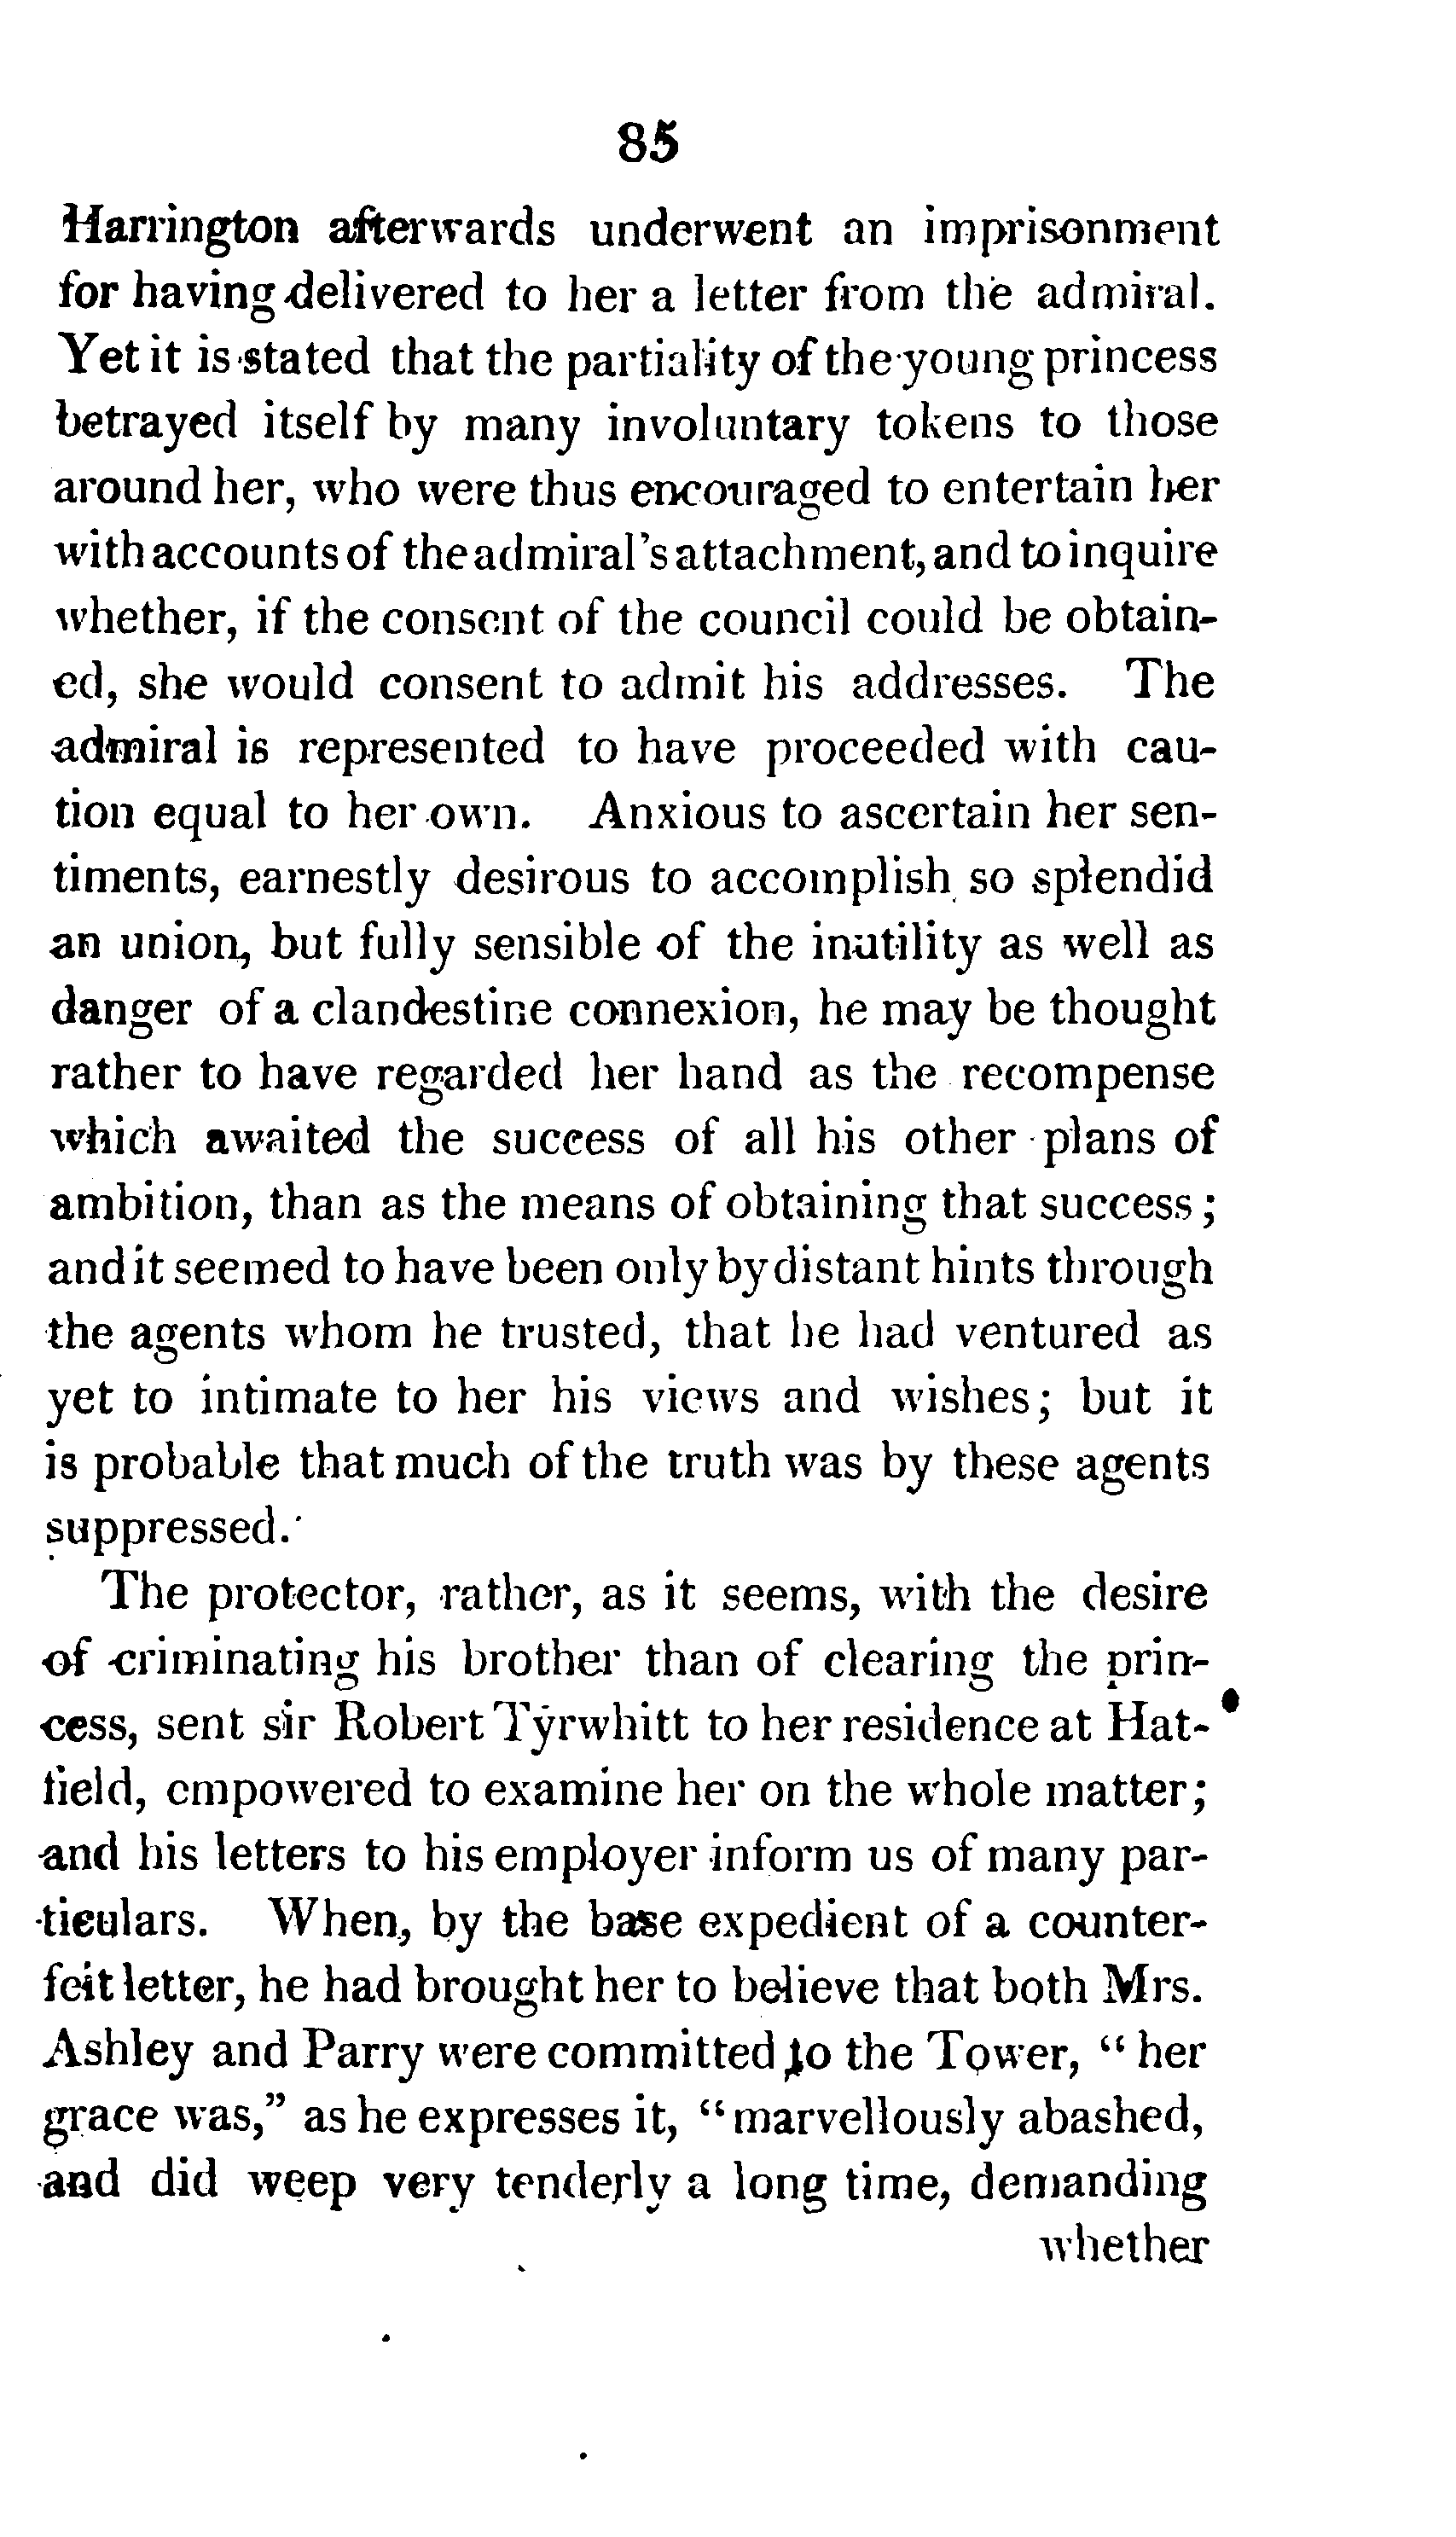 85
Harrington afterwards underwent an imprisonment
for having delivered to her a letter from the admiral.
Yet it is stated that the partiality of the young princess
betrayed itself by many involuntary tokens to those
around her, who were thus encouraged to entertain her
with accounts of the admiral's attachment, and to inquire
whether, if the consent of the council could be obtain-
ed, she would consent to admit his addresses. The
admiral is represented to have proceeded with cau-
tion equal to her own. Anxious to ascertain her sen-
timents, earnestly desirous to accomplish so splendid
an union, but fully sensible of the inutility as well as
danger of a clandestine connexion, he may be thought
rather to have regarded her hand as the recompense
which awaited the success of all his other plans of
ambition, than as the means of obtaining that success;
and it seemed to have been only by distant hints through
the agents whom he trusted, that he had ventured as
yet to intimate to her his views and wishes; but it
is probable that much of the truth was by these agents
suppressed.
The protector, rather, as it seems, with the desire
of criminating his brother than of clearing the prin-
cess, sent sir Robert Tyrwhitt to her residence at Hat-
field, empowered to examine her on the whole matter;
and his letters to his employer inform us of many par-
ticulars. When, by the base expedient of a counter-
feit letter, he had brought her to believe that both Mrs.
Ashley and Parry were committed to the Tower, "her
grace was," as he expresses it, "marvellously abashed,
and did weep very tenderly a long time, demanding
whether